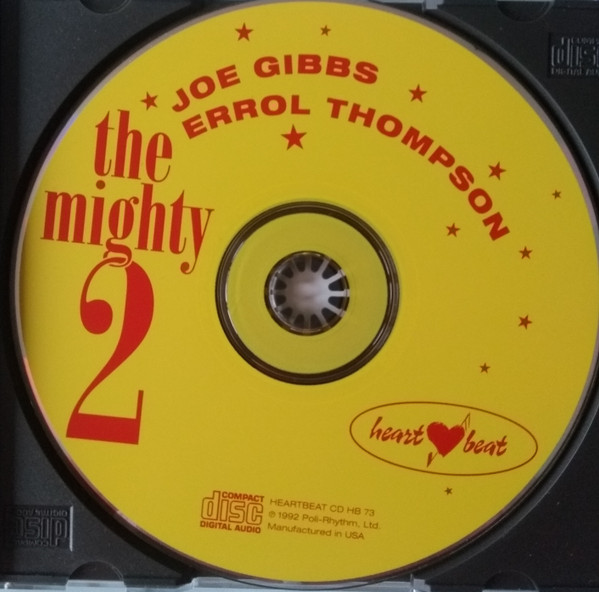 JOE GIBBS
ERROL THOMPSON
the
mighty
2
heart beat
COMPACT
disc
DIGITAL AUDIO
HEARTBEAT CD HB 73
℗ 1992 Poli-Rhythm, Ltd.
Manufactured in USA